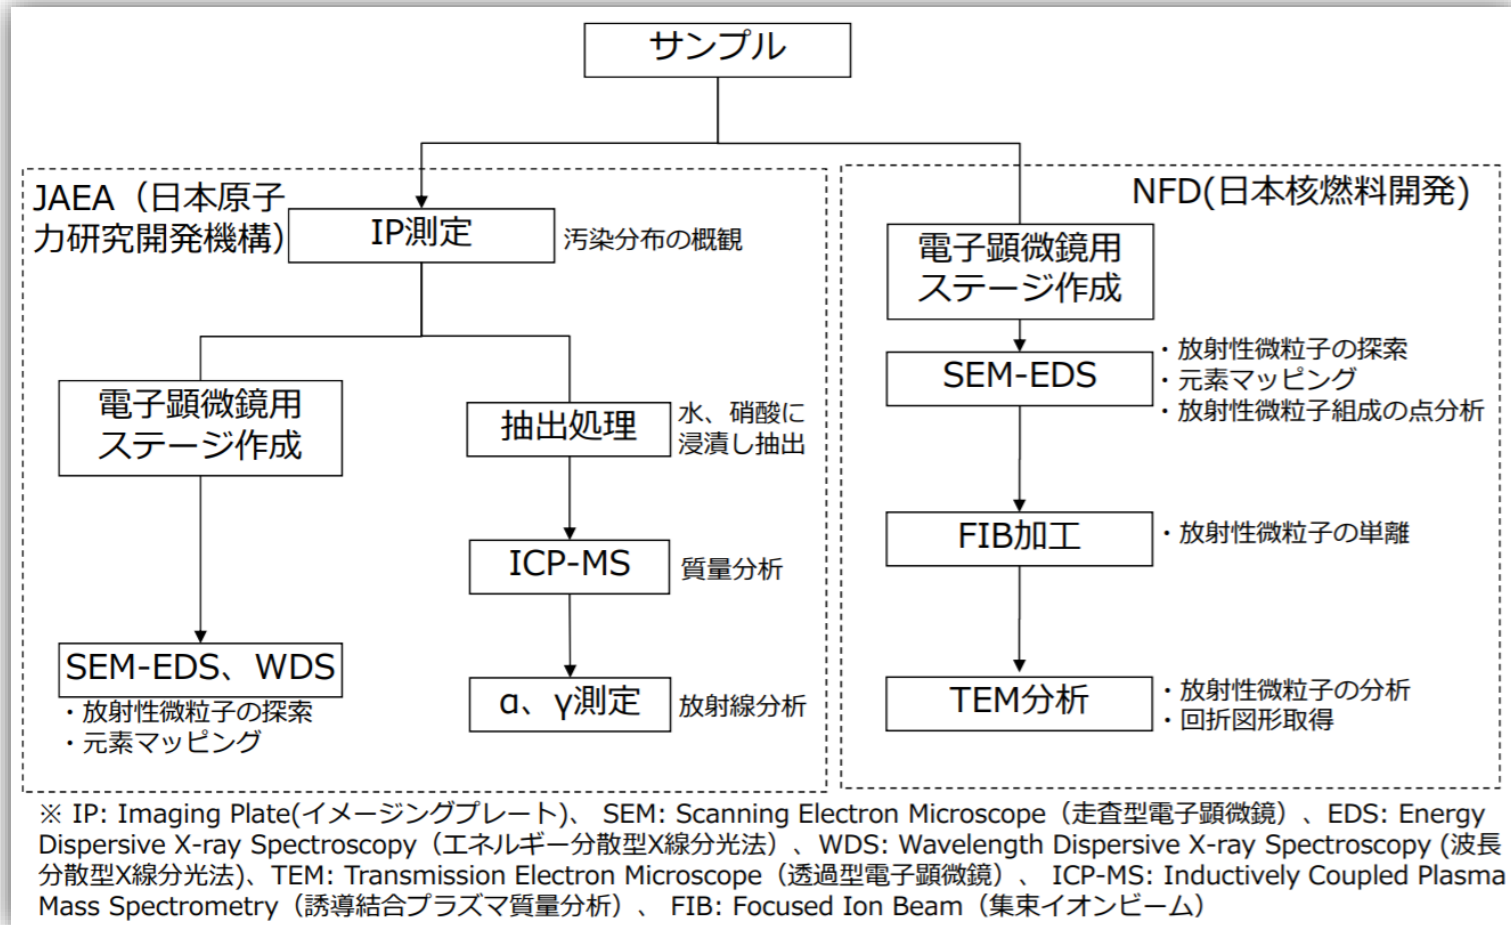 サンプル
JAEA（日本原子
力研究開発機構）
IP測定
汚染分布の概観
電子顕微鏡用
ステージ作成
SEM-EDS、WDS
・放射性微粒子の探索
・元素マッピング
抽出処理
水、硝酸に
浸漬し抽出
ICP-MS
質量分析
α、γ測定
放射線分析
NFD(日本核燃料開発)
電子顕微鏡用
ステージ作成
SEM-EDS
・放射性微粒子の探索
・元素マッピング
・放射性微粒子組成の点分析
FIB加工
・放射性微粒子の単離
TEM分析
・放射性微粒子の分析
・回折図形取得
※ IP: Imaging Plate(イメージングプレート)、 SEM: Scanning Electron Microscope（走査型電子顕微鏡）、EDS: Energy
Dispersive X-ray Spectroscopy（エネルギー分散型X線分光法）、WDS: Wavelength Dispersive X-ray Spectroscopy (波長
分散型X線分光法)、TEM: Transmission Electron Microscope（透過型電子顕微鏡）、 ICP-MS: Inductively Coupled Plasma
Mass Spectrometry（誘導結合プラズマ質量分析）、 FIB: Focused Ion Beam（集束イオンビーム）